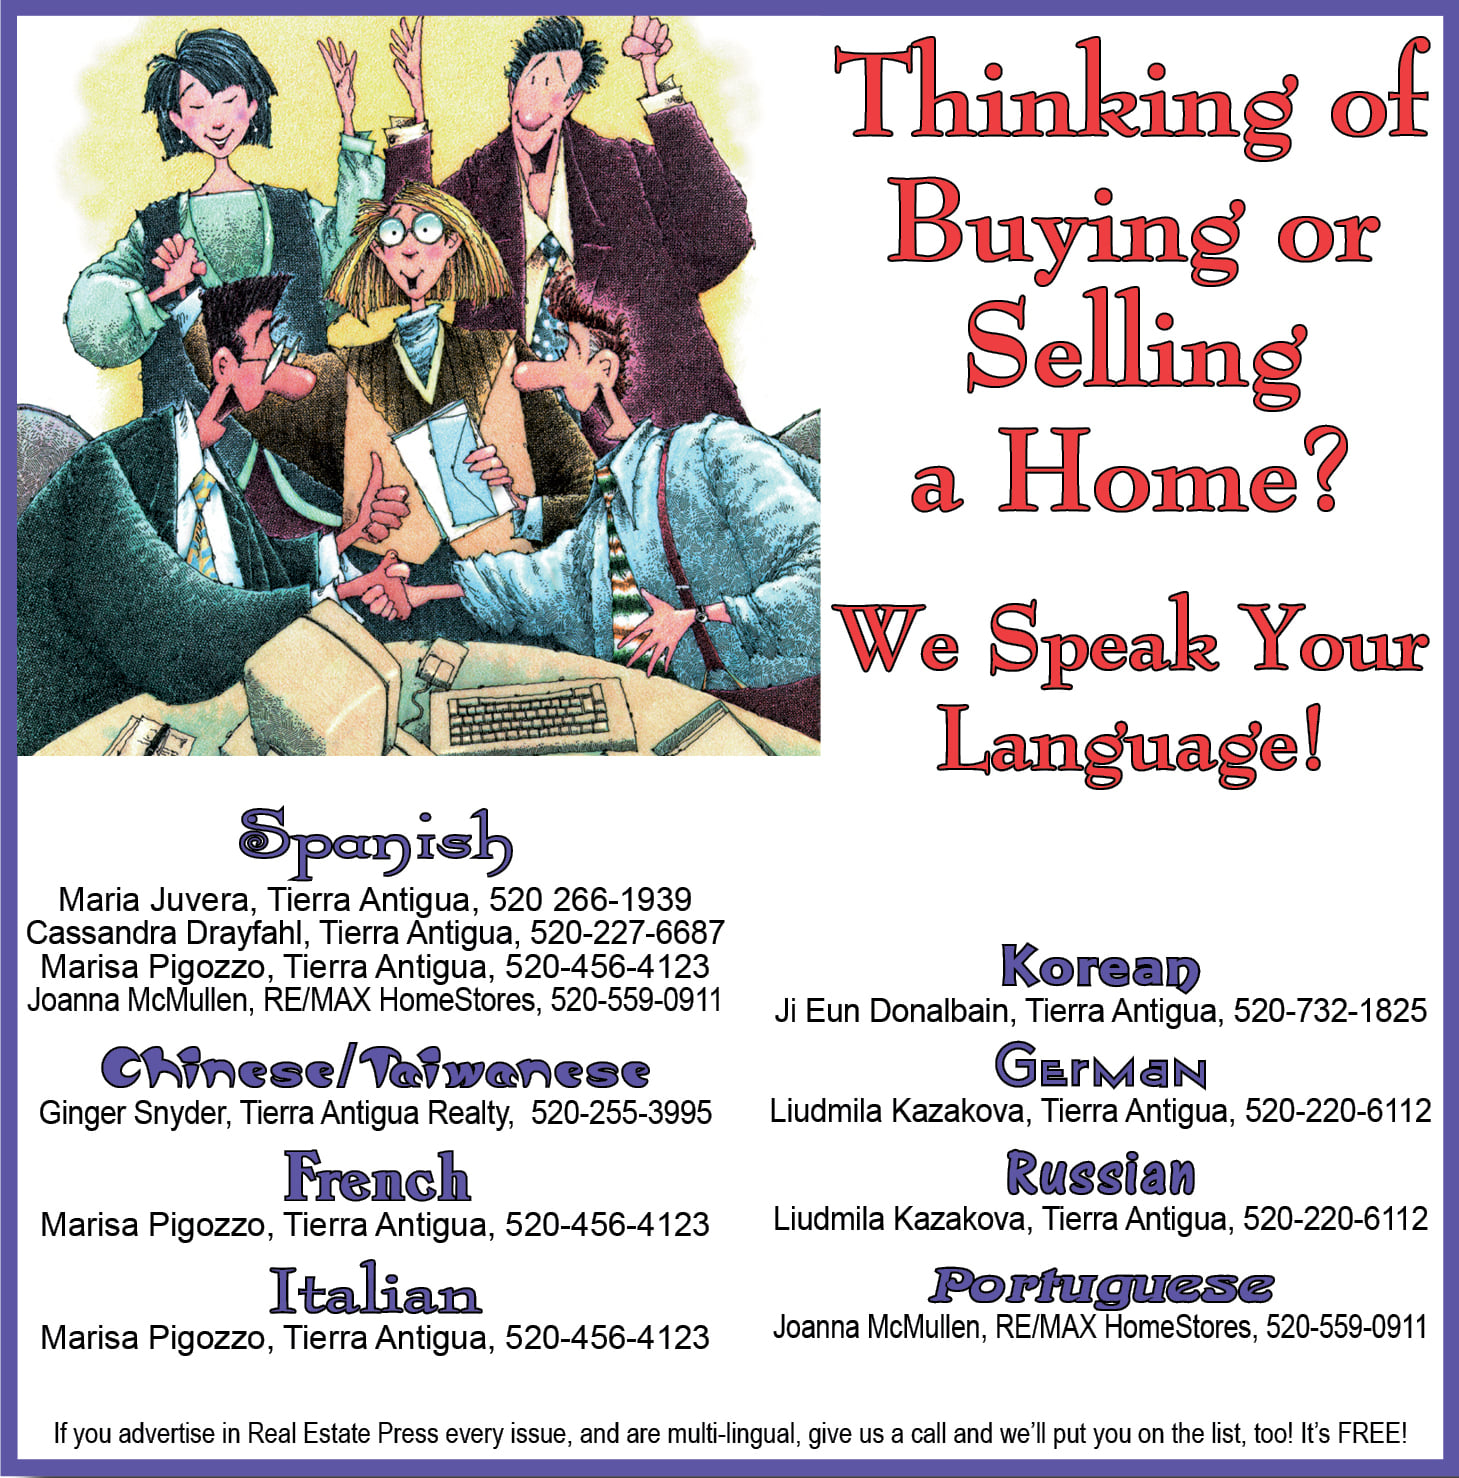 Thinking of
Buying or
Selling
a Home?
We Speak Your
Language!
Spanish
Maria Juvera, Tierra Antigua, 520 266-1939
Cassandra Drayfahl, Tierra Antigua, 520-227-6687
Marisa Pigozzo, Tierra Antigua, 520-456-4123
Joanna McMullen, RE/MAX HomeStores, 520-559-0911
Chinese/Taiwanese
Ginger Snyder, Tierra Antigua Realty, 520-255-3995
French
Marisa Pigozzo, Tierra Antigua, 520-456-4123
Italian
Marisa Pigozzo, Tierra Antigua, 520-456-4123
Korean
Ji Eun Donalbain, Tierra Antigua, 520-732-1825
German
Liudmila Kazakova, Tierra Antigua, 520-220-6112
Russian
Liudmila Kazakova, Tierra Antigua, 520-220-6112
Portuguese
Joanna McMullen, RE/MAX HomeStores, 520-559-0911
If you advertise in Real Estate Press every issue, and are multi-lingual, give us a call and we'll put you on the list, too! It's FREE!